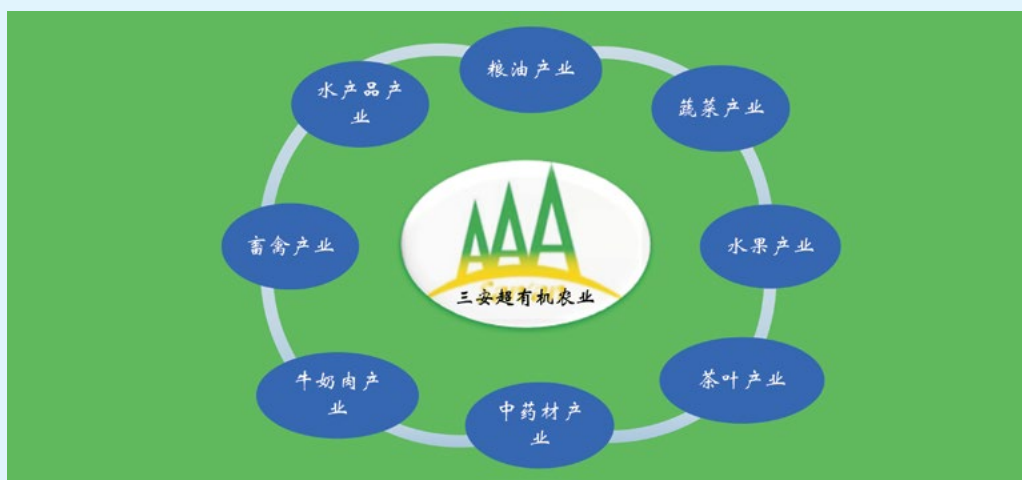 粮油产业
水产品产
业
蔬菜产业
畜禽产业
AAA
Sanan
三安超有机农业
水果产业
牛奶肉产
业
茶叶产业
中药材产
业